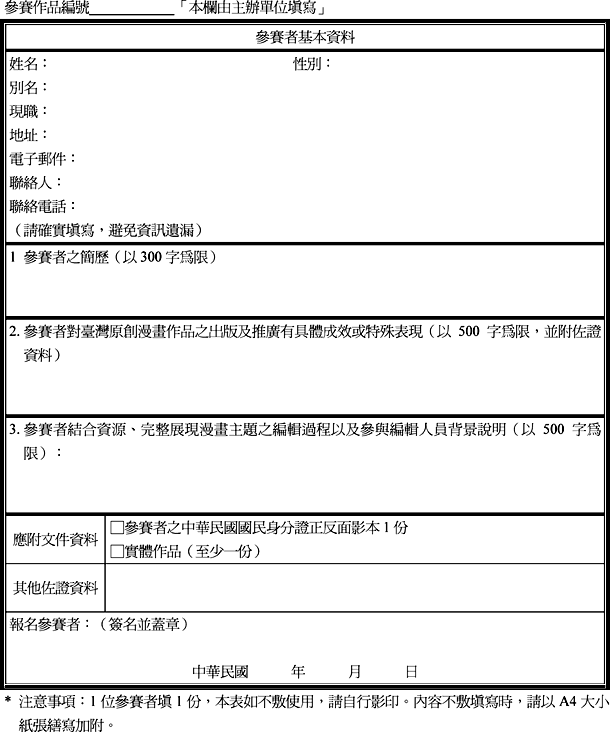 參賽作品編號____________「本欄由主辦單位填寫」
參賽者基本資料
姓名： 性別：
別名：
現職：
地址：
電子郵件：
聯絡人：
聯絡電話：
（請確實填寫，避免資訊遺漏）
1 參賽者之簡歷（以300字為限）
2. 參賽者對臺灣原創漫畫作品之出版及推廣有具體成效或特殊表現（以 500 字為限，並附佐證
資料）
3. 參賽者結合資源、完整展現漫畫主題之編輯過程以及參與編輯人員背景說明（以 500 字為
限）：
應附文件資料
□參賽者之中華民國國民身分證正反面影本1份
□實體作品（至少一份）
其他佐證資料
報名參賽者：（簽名並蓋章）
中華民國 年 月 日
* 注意事項：1位參賽者填1份，本表如不敷使用，請自行影印。內容不敷填寫時，請以A4大小
紙張繕寫加附。